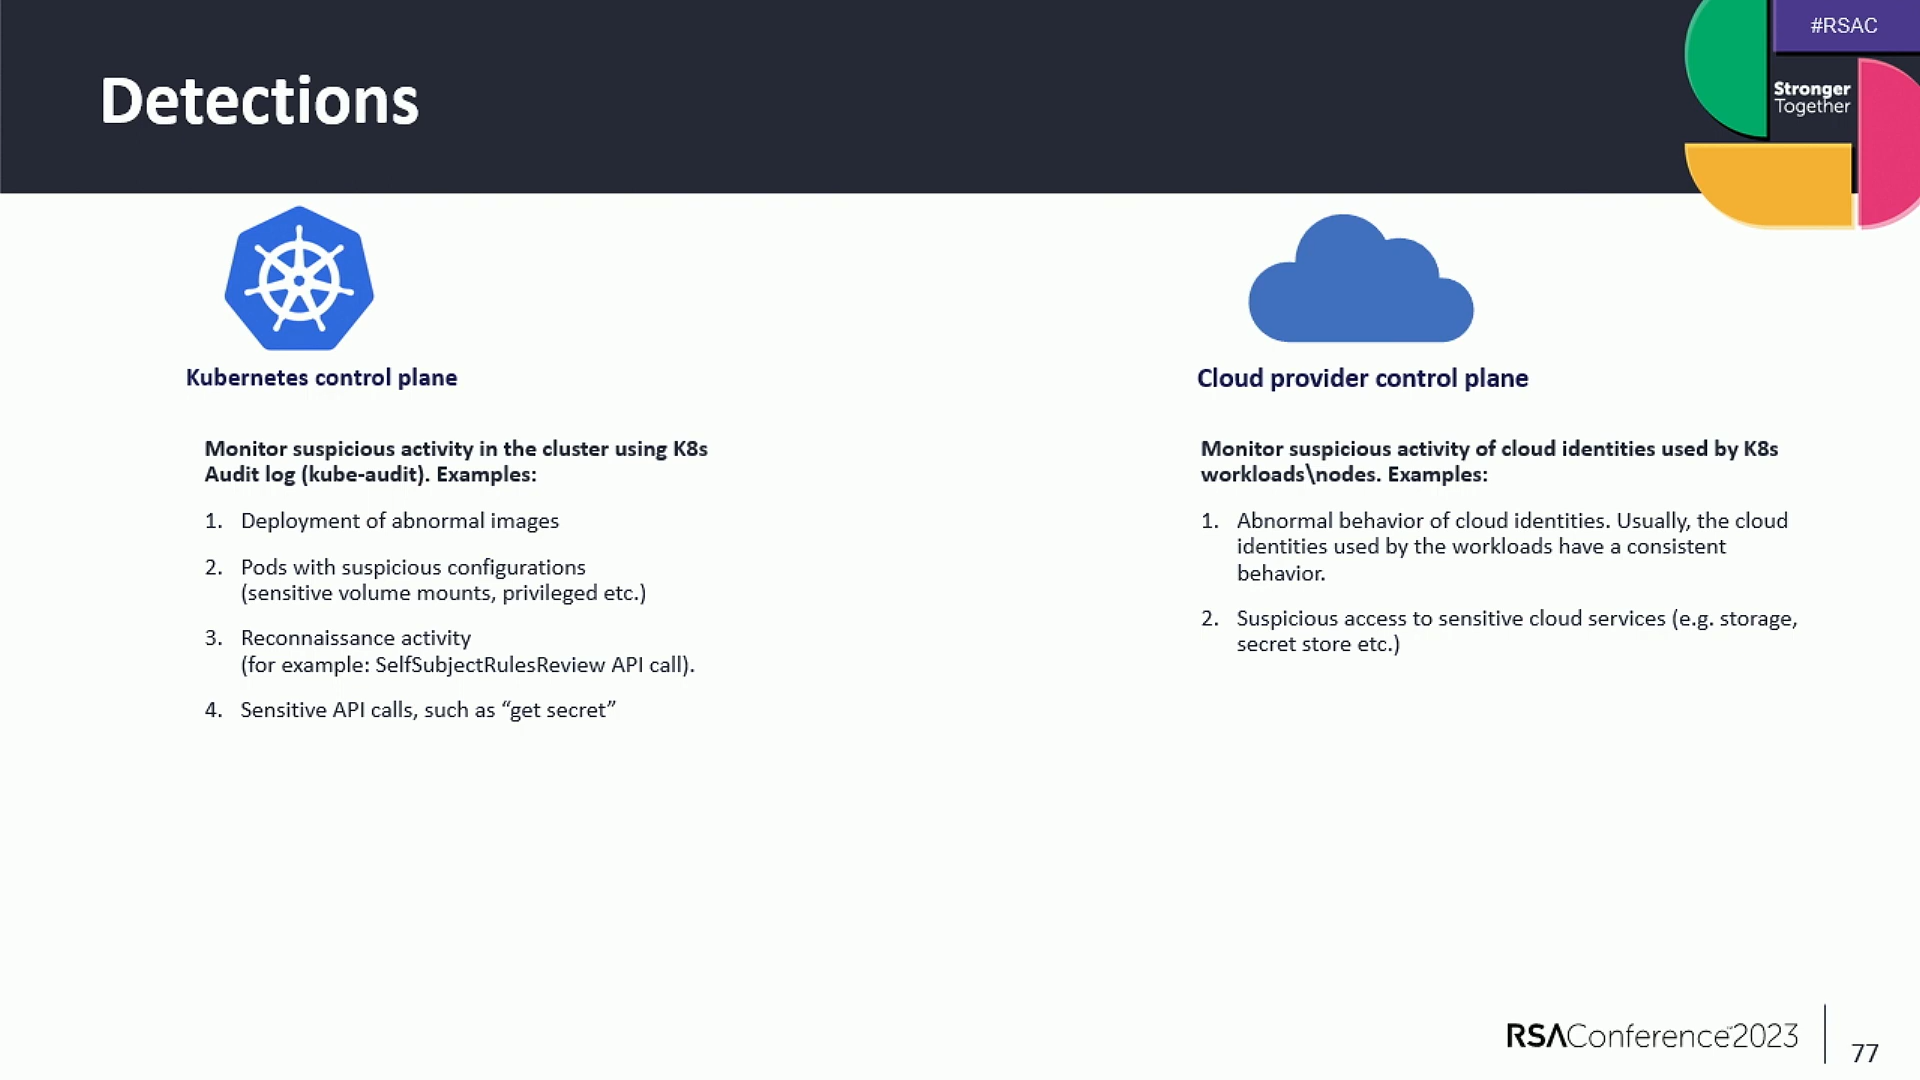 #RSAC
Detections
Stronger
Together
Kubernetes control plane
Monitor suspicious activity in the cluster using K8s
Audit log (kube-audit). Examples:
1. Deployment of abnormal images
2. Pods with suspicious configurations
(sensitive volume mounts, privileged etc.)
3. Reconnaissance activity
(for example: SelfSubjectRulesReview API call).
4. Sensitive API calls, such as “get secret”
Cloud provider control plane
Monitor suspicious activity of cloud identities used by K8s
workloads\nodes. Examples:
1. Abnormal behavior of cloud identities. Usually, the cloud
identities used by the workloads have a consistent
behavior.
2. Suspicious access to sensitive cloud services (e.g. storage,
secret store etc.)
RSAConference™2023
77